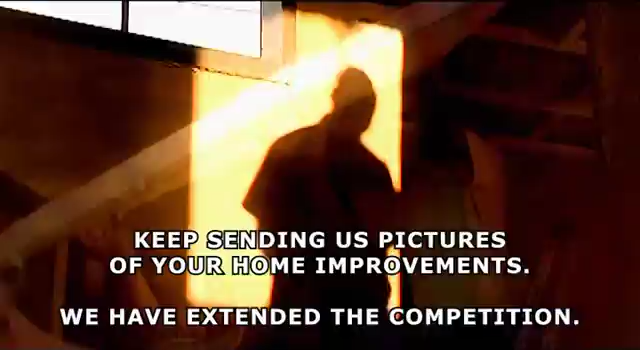 KEEP SENDING US PICTURES
OF YOUR HOME IMPROVEMENTS.
WE HAVE EXTENDED THE COMPETITION.